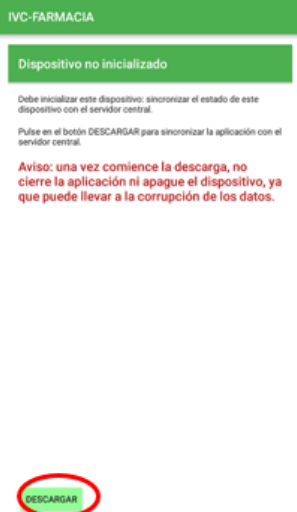 IVC-FARMACIA
Dispositivo no inicializado
Debe inicializar este dispositivo: sincronizar el estado de este
dispositivo con el servidor central.
Pulse en el botón DESCARGAR para sincronizar la aplicación con el
servidor central.
Aviso: una vez comience la descarga, no
cierre la aplicación ni apague el dispositivo, ya
que puede llevar a la corrupción de los datos.
DESCARGAR